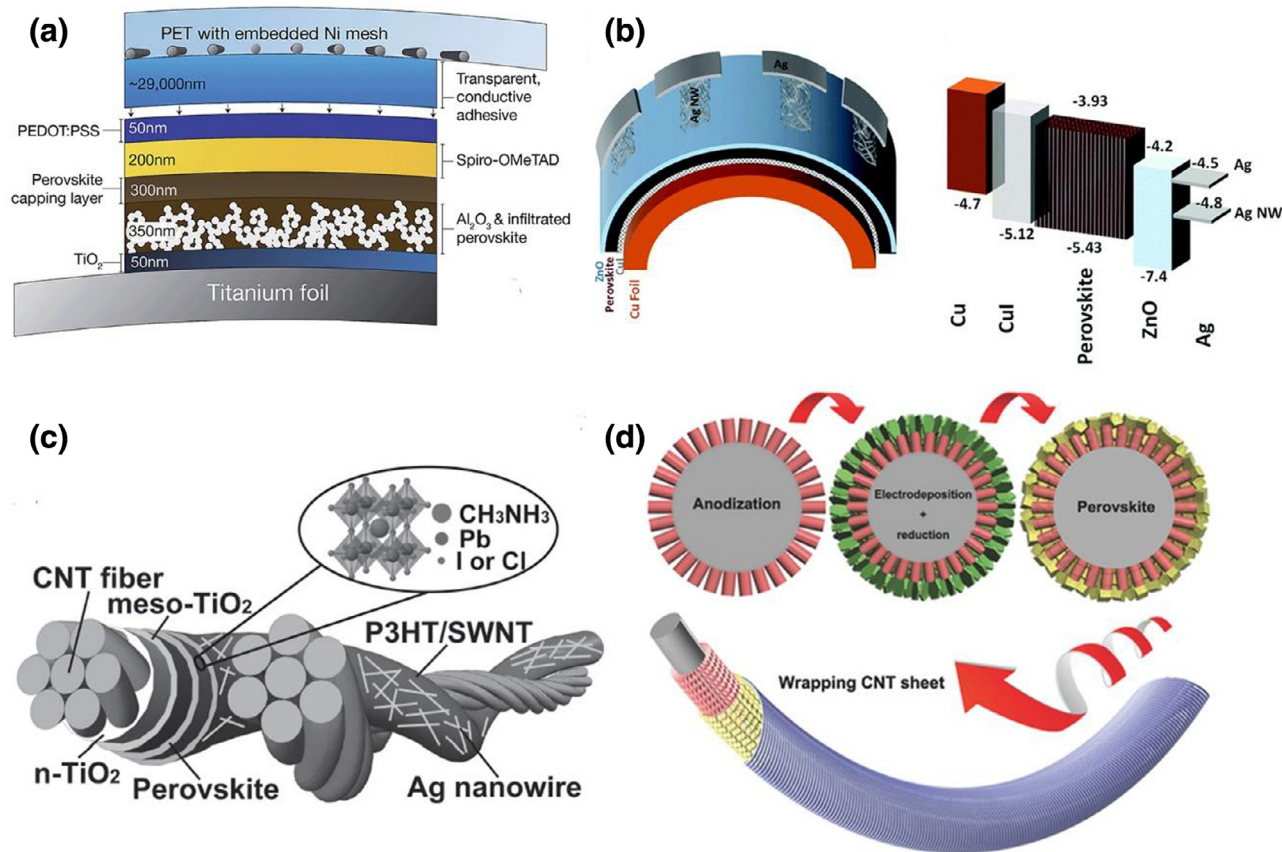 (a)
PET with embedded Ni mesh
~29,000nm
Transparent,
conductive
adhesive
PEDOT:PSS
50nm
200nm
Spiro-OMeTAD
Perovskite
capping layer
300nm
350nm
Al₂O₃ & infiltrated
perovskite
TiO₂
50nm
Titanium foil
(b)
Ag
Ag NW
ZnO
Perovskite
CuI
Cu Foil
-3.93
-4.2
-4.5
Ag
-4.7
-4.8
Ag NW
-5.12
-5.43
-7.4
Cu
CuI
Perovskite
ZnO
Ag
(c)
CH₃NH₃
Pb
I or Cl
CNT fiber
meso-TiO₂
P3HT/SWNT
n-TiO₂
Perovskite
Ag nanowire
(d)
Anodization
Electrodeposition
+
reduction
Perovskite
Wrapping CNT sheet